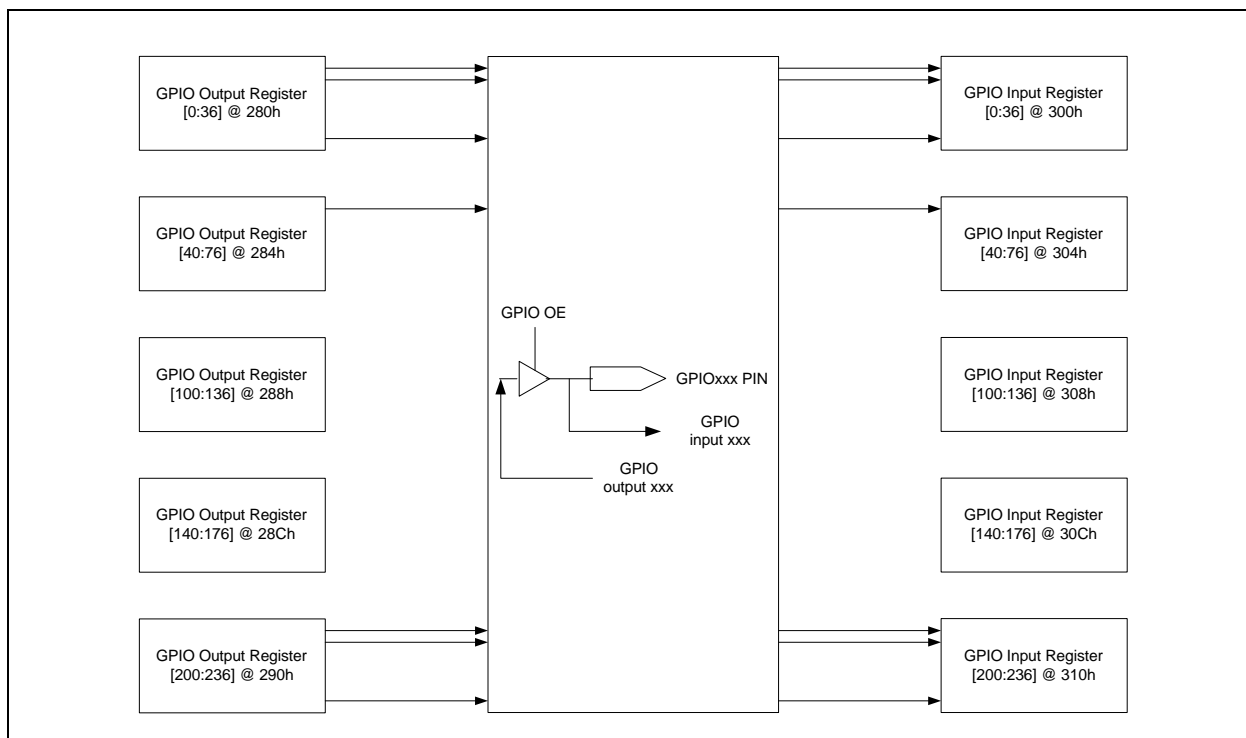 GPIO Output Register
[0:36] @ 280h
GPIO Input Register
[0:36] @ 300h
GPIO Output Register
[40:76] @ 284h
GPIO Input Register
[40:76] @ 304h
GPIO OE
GPIO Output Register
[100:136] @ 288h
GPIOxxx PIN
GPIO Input Register
[100:136] @ 308h
GPIO
input xxx
GPIO
output xxx
GPIO Output Register
[140:176] @ 28Ch
GPIO Input Register
[140:176] @ 30Ch
GPIO Output Register
[200:236] @ 290h
GPIO Input Register
[200:236] @ 310h